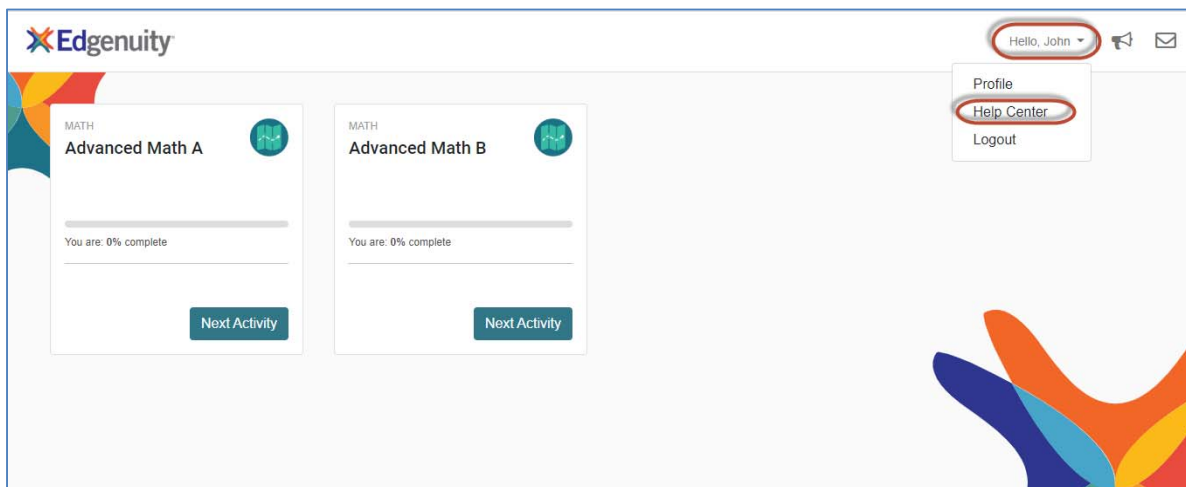 Edgenuity
Hello, John
Profile
Help Center
Logout
MATH
Advanced Math A
You are: 0% complete
Next Activity
MATH
Advanced Math B
You are: 0% complete
Next Activity